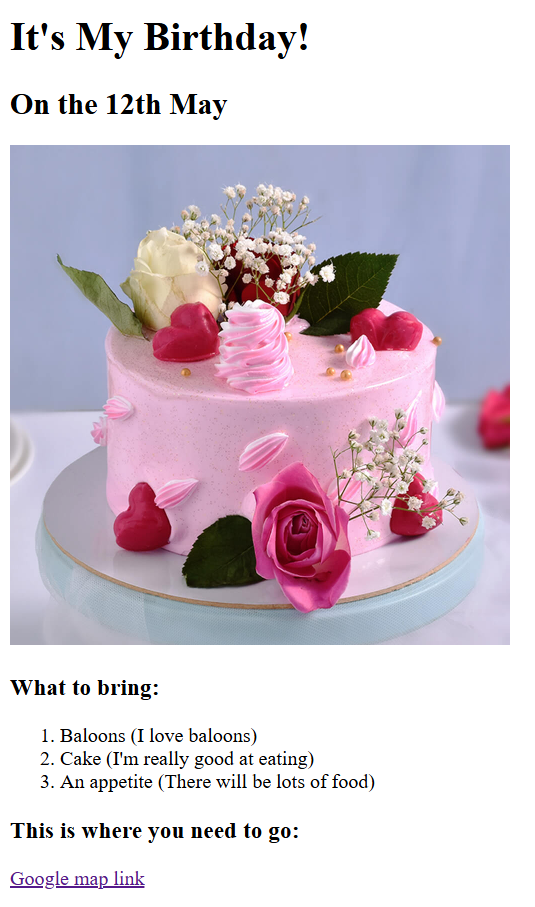 It's My Birthday!
On the 12th May
What to bring:
1. Baloons (I love baloons)
2. Cake (I'm really good at eating)
3. An appetite (There will be lots of food)
This is where you need to go:
Google map link